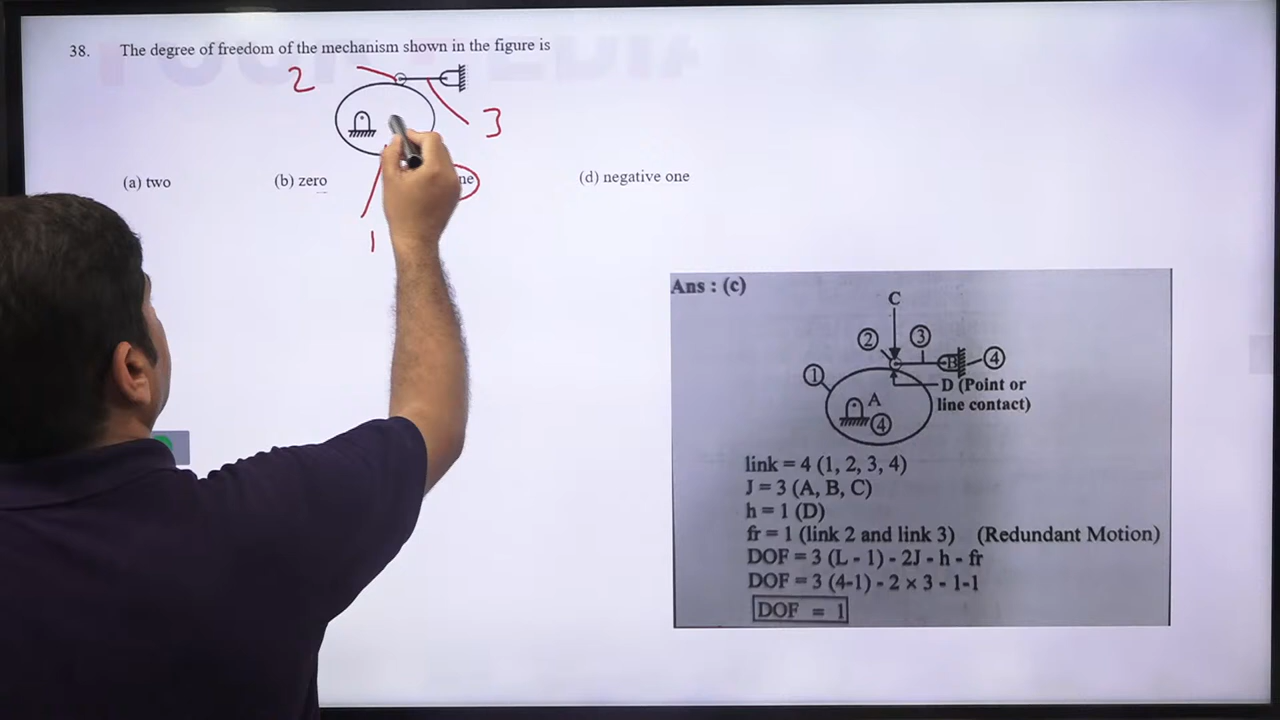 38. The degree of freedom of the mechanism shown in the figure is
2
3
(a) two (b) zero ne (d) negative one
1
Ans : (c)
C
2 3
B 4
1
D (Point or
A line contact)
4
link = 4 (1, 2, 3, 4)
J = 3 (A, B, C)
h = 1 (D)
fr = 1 (link 2 and link 3) (Redundant Motion)
DOF = 3 (L - 1) - 2J - h - fr
DOF = 3 (4-1) - 2 × 3 - 1-1
DOF = 1